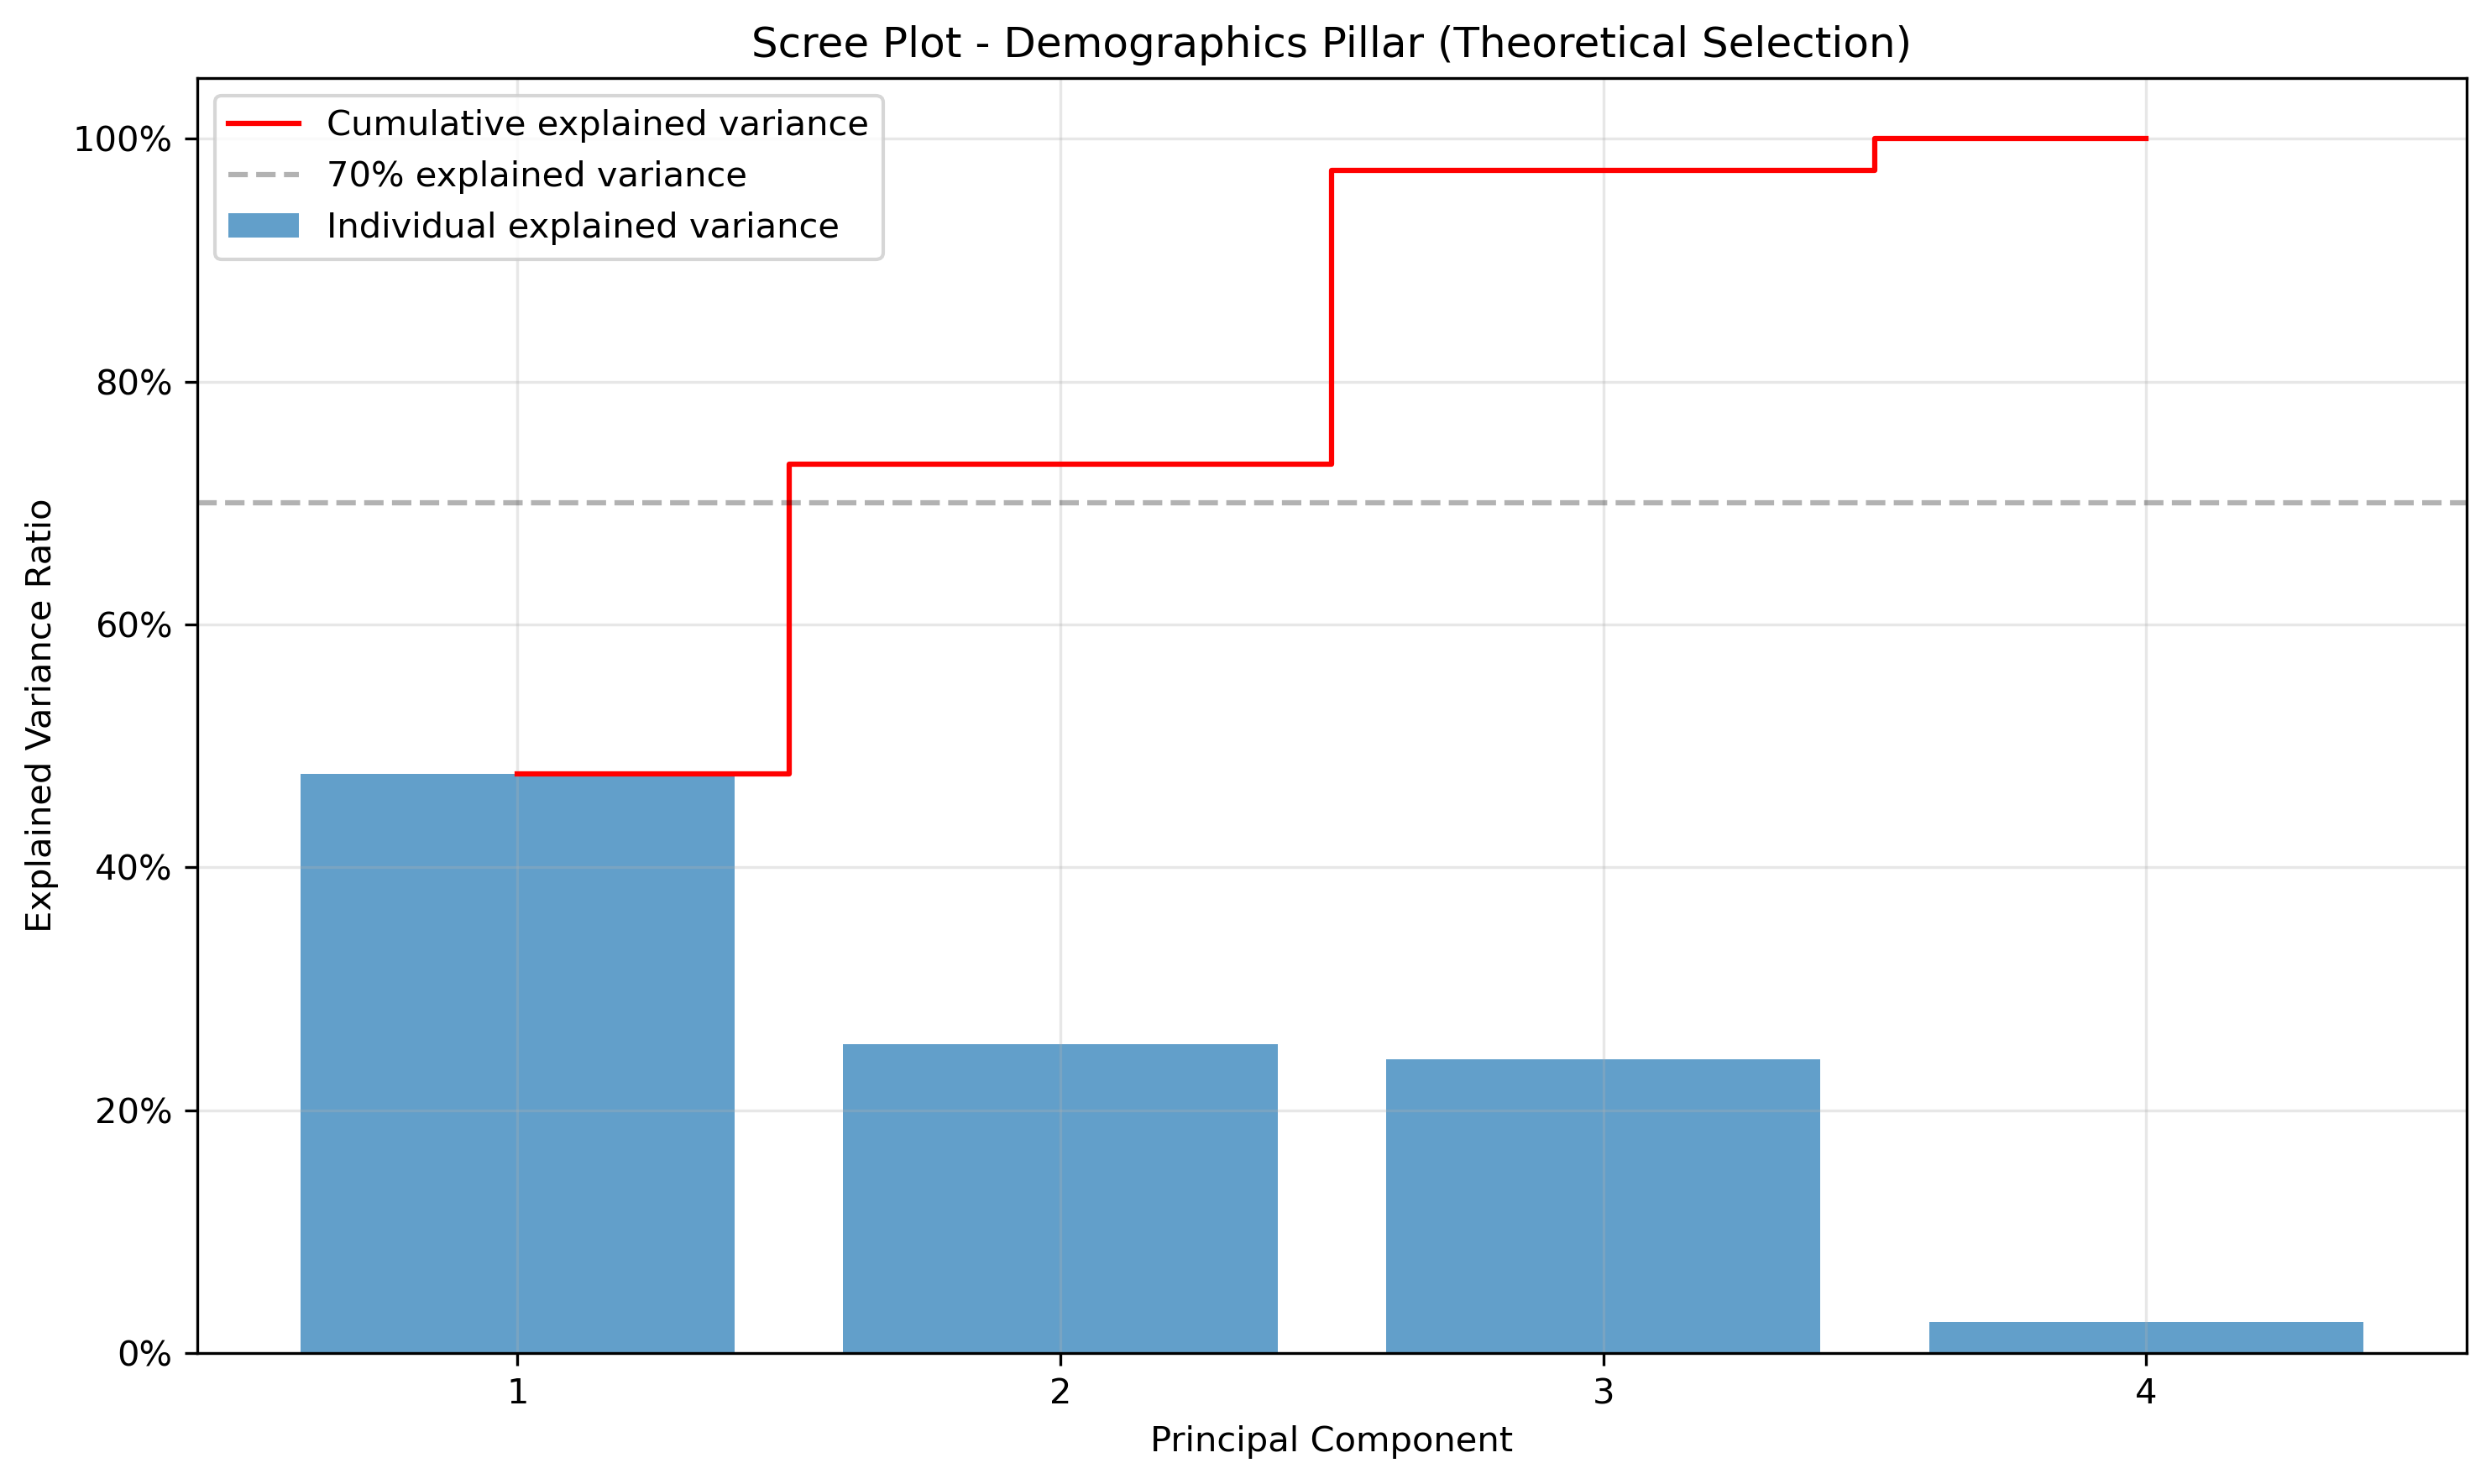 Scree Plot - Demographics Pillar (Theoretical Selection)
Cumulative explained variance
70% explained variance
Individual explained variance
100%
80%
60%
40%
20%
0%
Explained Variance Ratio
1
2
3
4
Principal Component